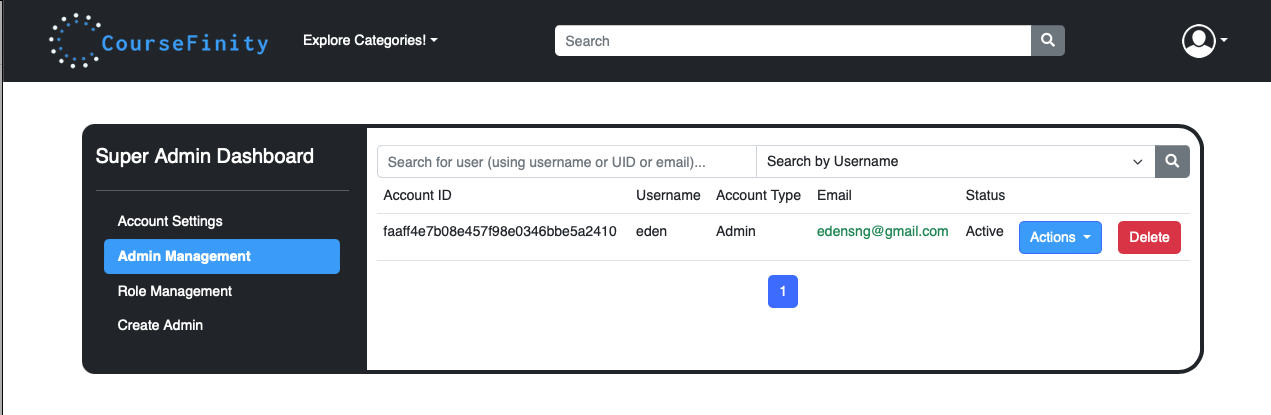 CourseFinity Explore Categories! Search
Super Admin Dashboard
Account Settings
Admin Management
Role Management
Create Admin
Search for user (using username or UID or email)... Search by Username
Account ID Username Account Type Email Status
faaff4e7b08e457f98e0346bbe5a2410 eden Admin edensng@gmail.com Active Actions Delete
1